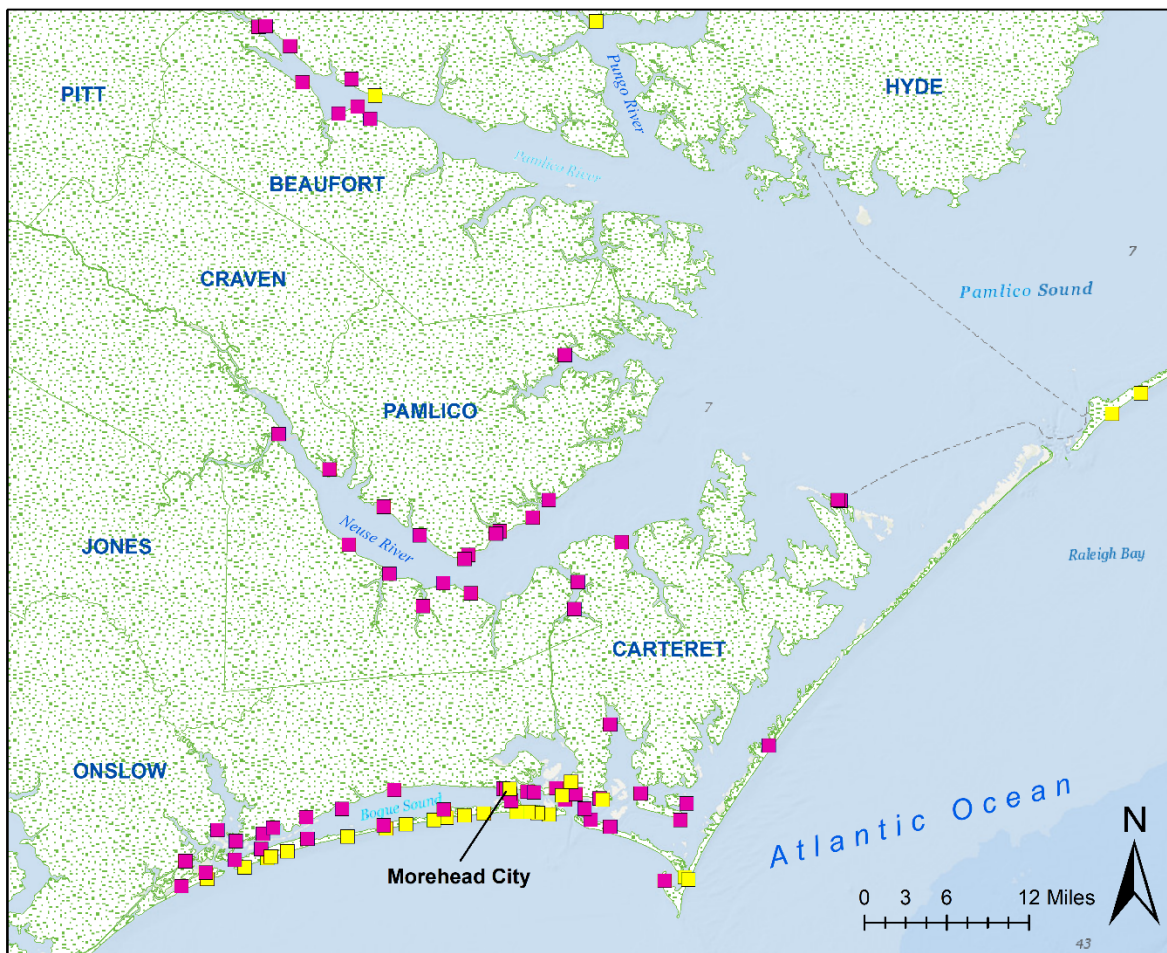 HYDE
PITT
Pungo River
Pamlico River
BEAUFORT
7
CRAVEN
Pamlico Sound
7
PAMLICO
Neuse River
JONES
Raleigh Bay
CARTERET
ONSLOW
Bogue Sound
Atlantic Ocean
N
Morehead City
0 3 6 12 Miles
43